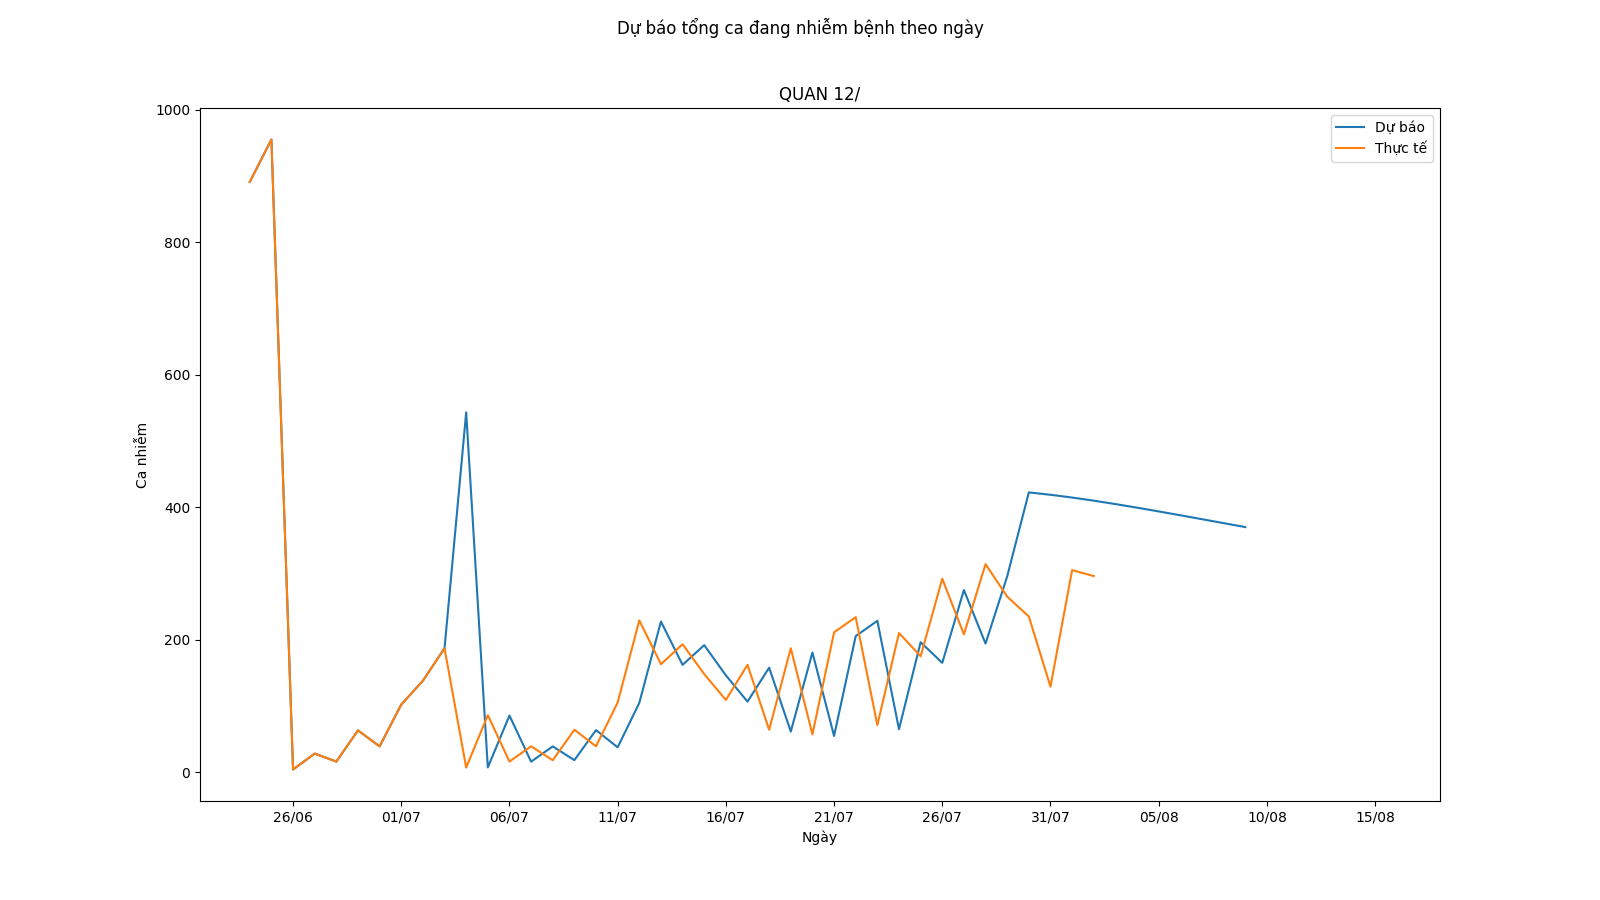 Dự báo tổng ca đang nhiễm bệnh theo ngày
QUAN 12/
Dự báo
Thực tế
1000
800
600
400
200
0
Ca nhiễm
26/06
01/07
06/07
11/07
16/07
21/07
26/07
31/07
05/08
10/08
15/08
Ngày